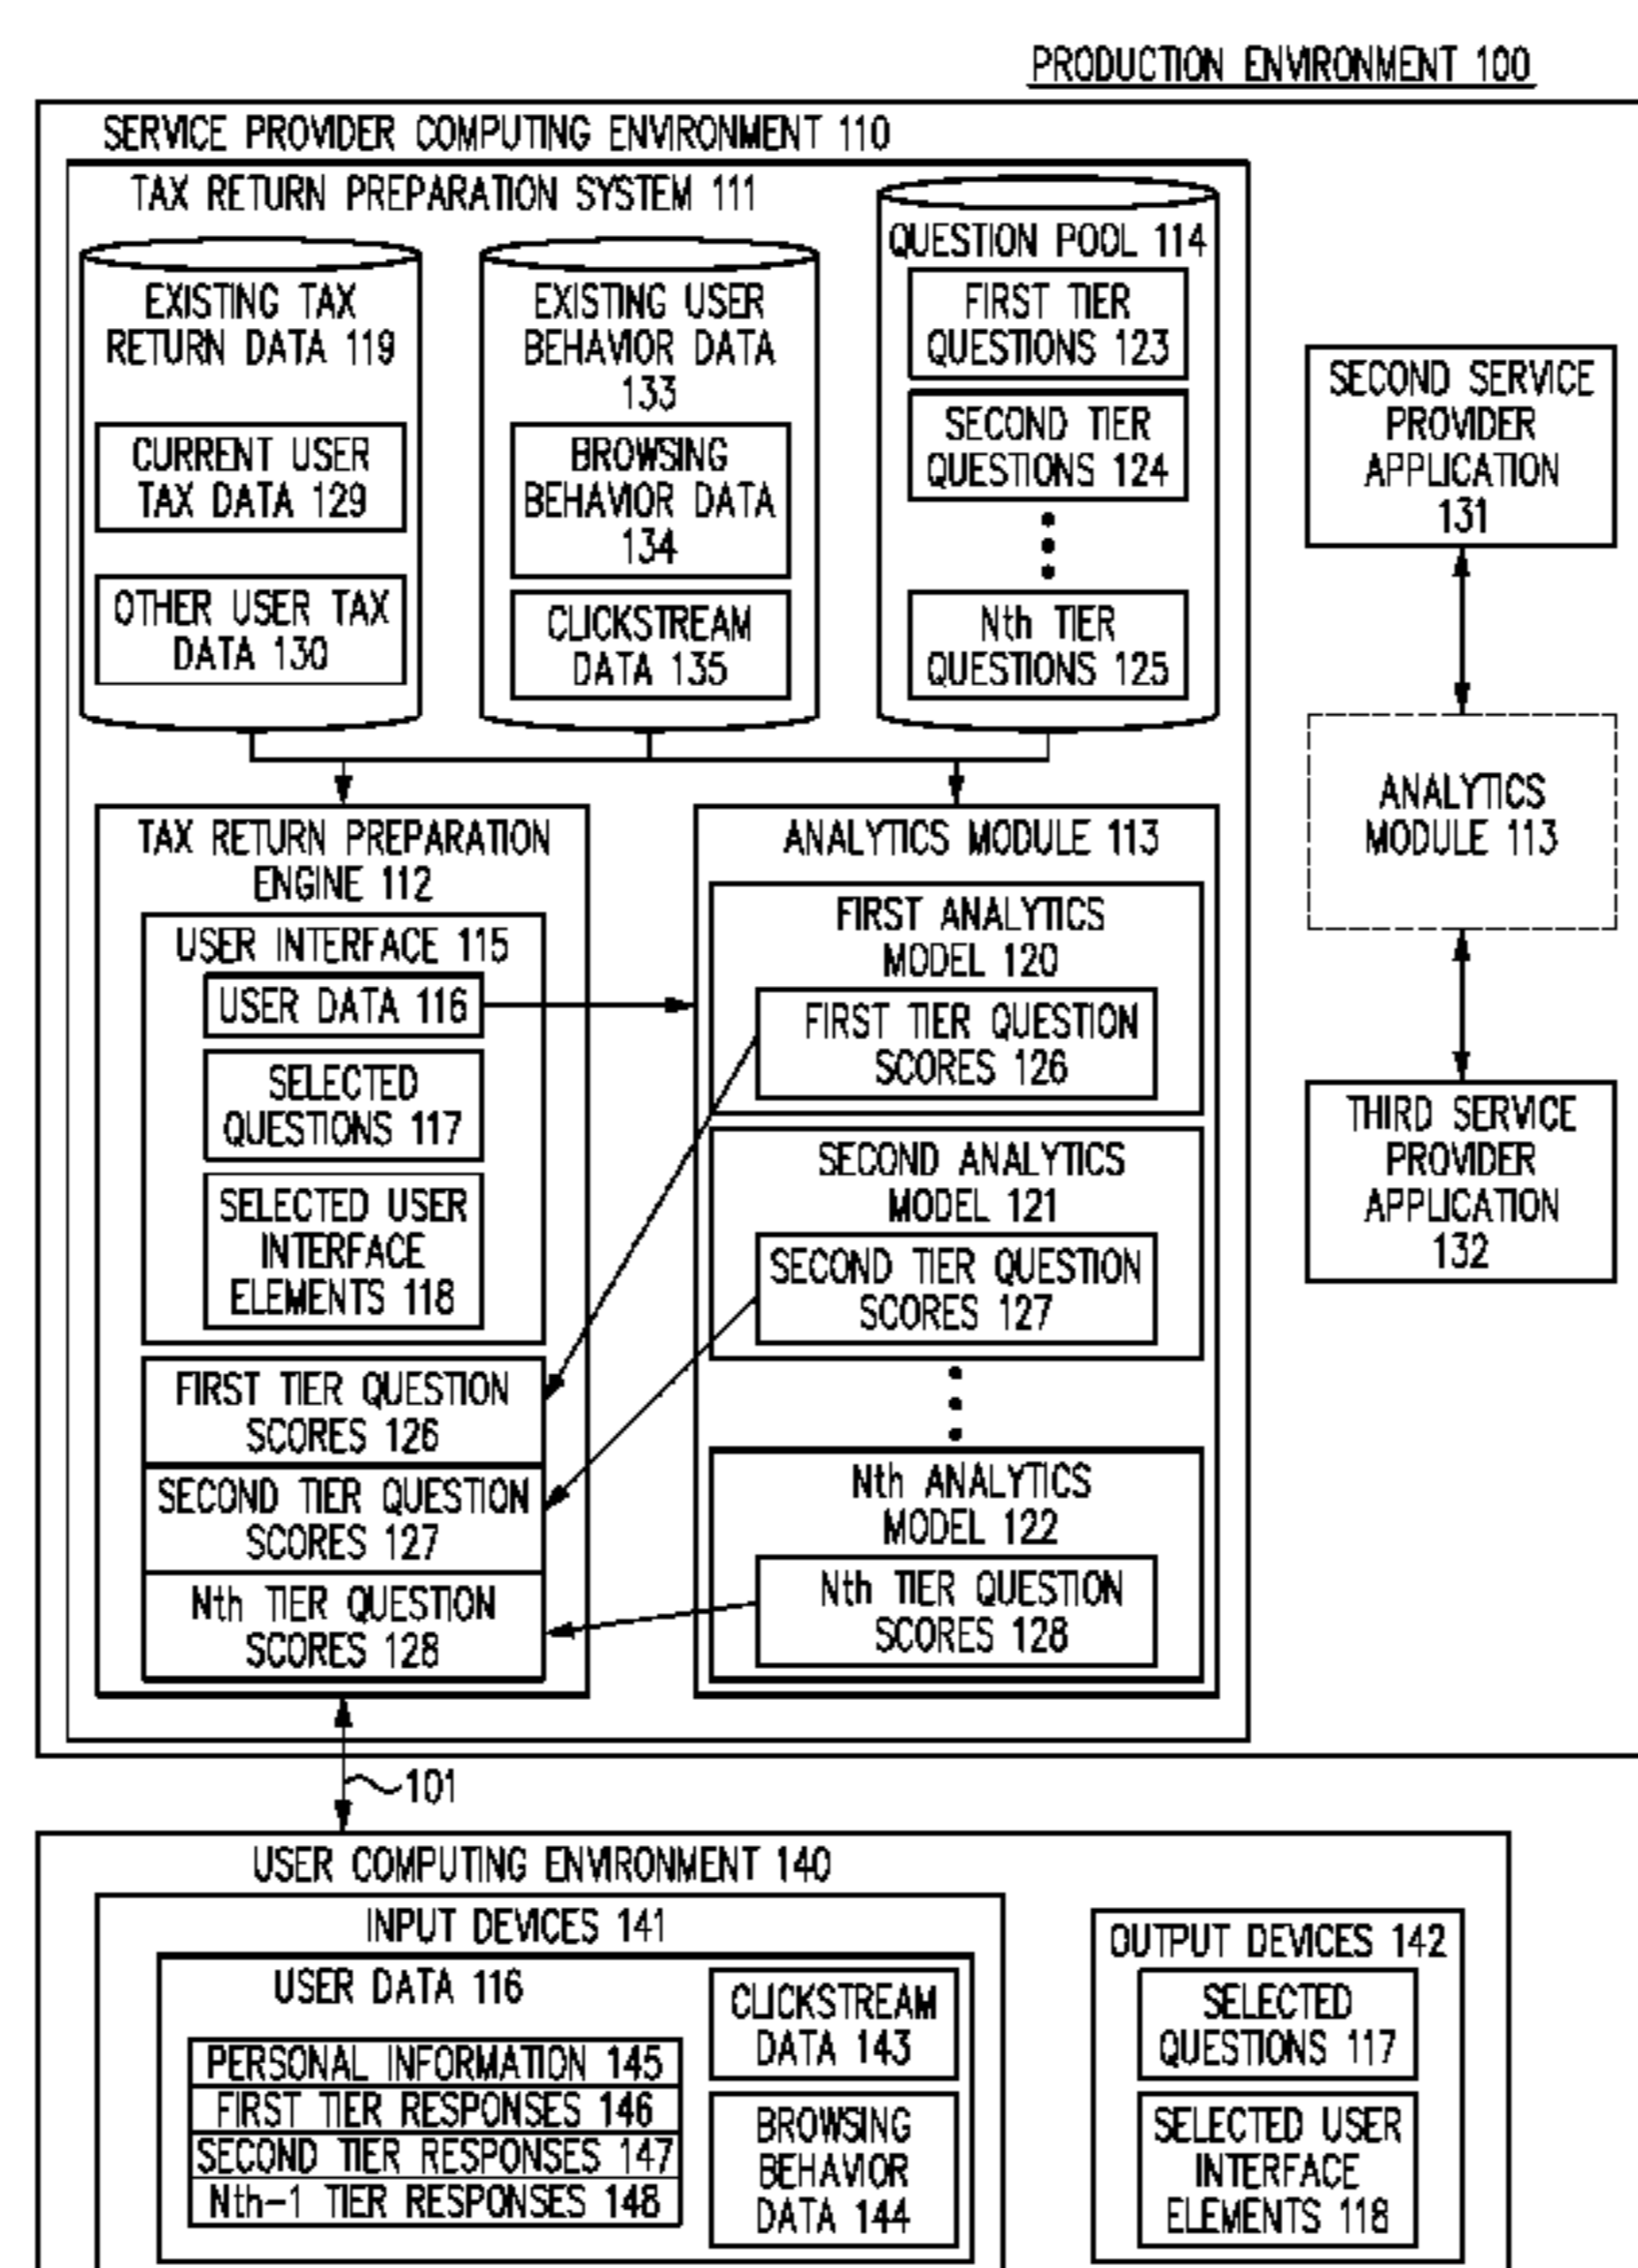 PRODUCTION ENVIRONMENT 100
SERVICE PROVIDER COMPUTING ENVIRONMENT 110
TAX RETURN PREPARATION SYSTEM 111
EXISTING TAX
RETURN DATA 119
CURRENT USER
TAX DATA 129
OTHER USER TAX
DATA 130
EXISTING USER
BEHAVIOR DATA
133
BROWSING
BEHAVIOR DATA
134
CLICKSTREAM
DATA 135
QUESTION POOL 114
FIRST TIER
QUESTIONS 123
SECOND TIER
QUESTIONS 124
Nth TIER
QUESTIONS 125
SECOND SERVICE
PROVIDER
APPLICATION
131
ANALYTICS
MODULE 113
THIRD SERVICE
PROVIDER
APPLICATION
132
TAX RETURN PREPARATION
ENGINE 112
USER INTERFACE 115
USER DATA 116
SELECTED
QUESTIONS 117
SELECTED USER
INTERFACE
ELEMENTS 118
FIRST TIER QUESTION
SCORES 126
SECOND TIER QUESTION
SCORES 127
Nth TIER QUESTION
SCORES 128
ANALYTICS MODULE 113
FIRST ANALYTICS
MODEL 120
FIRST TIER QUESTION
SCORES 126
SECOND ANALYTICS
MODEL 121
SECOND TIER QUESTION
SCORES 127
Nth ANALYTICS
MODEL 122
Nth TIER QUESTION
SCORES 128
101
USER COMPUTING ENVIRONMENT 140
INPUT DEVICES 141
USER DATA 116
PERSONAL INFORMATION 145
FIRST TIER RESPONSES 146
SECOND TIER RESPONSES 147
Nth-1 TIER RESPONSES 148
CLICKSTREAM
DATA 143
BROWSING
BEHAVIOR
DATA 144
OUTPUT DEVICES 142
SELECTED
QUESTIONS 117
SELECTED USER
INTERFACE
ELEMENTS 118